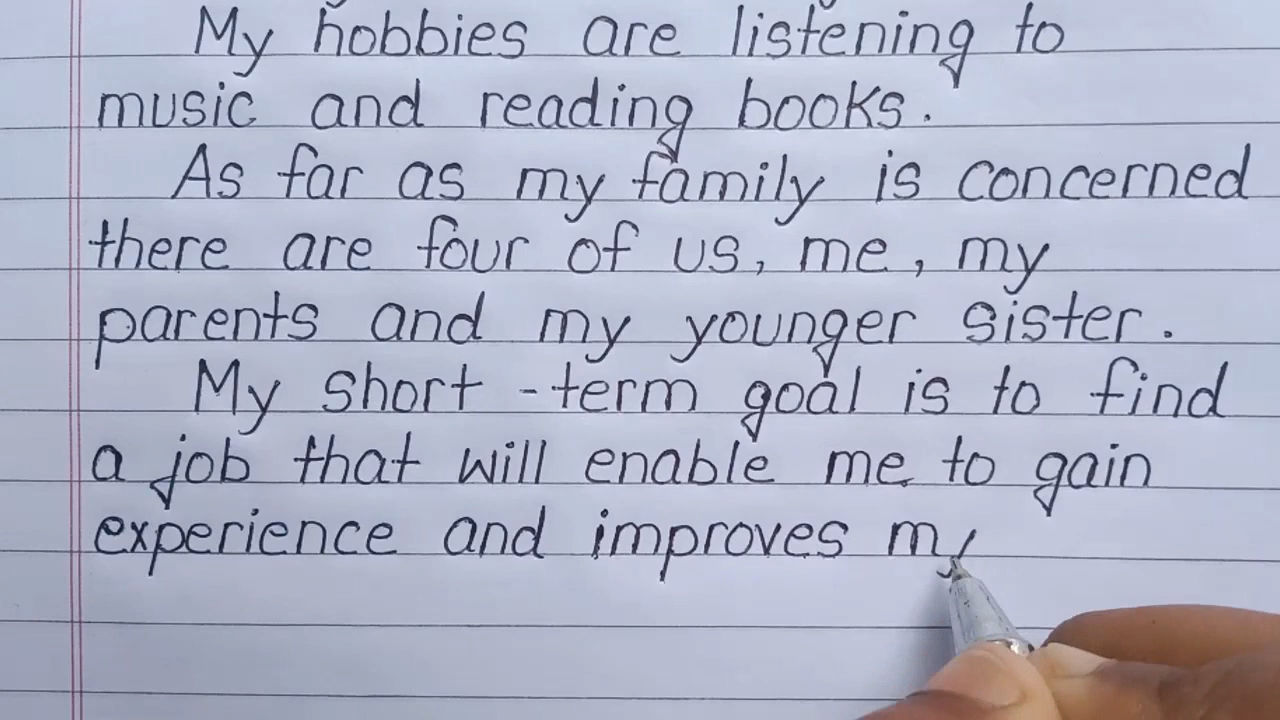 My hobbies are listening to
music and reading books.
As far as my family is concerned
there are four of us, me, my
parents and my younger sister.
My short-term goal is to find
a job that will enable me to gain
experience and improves my